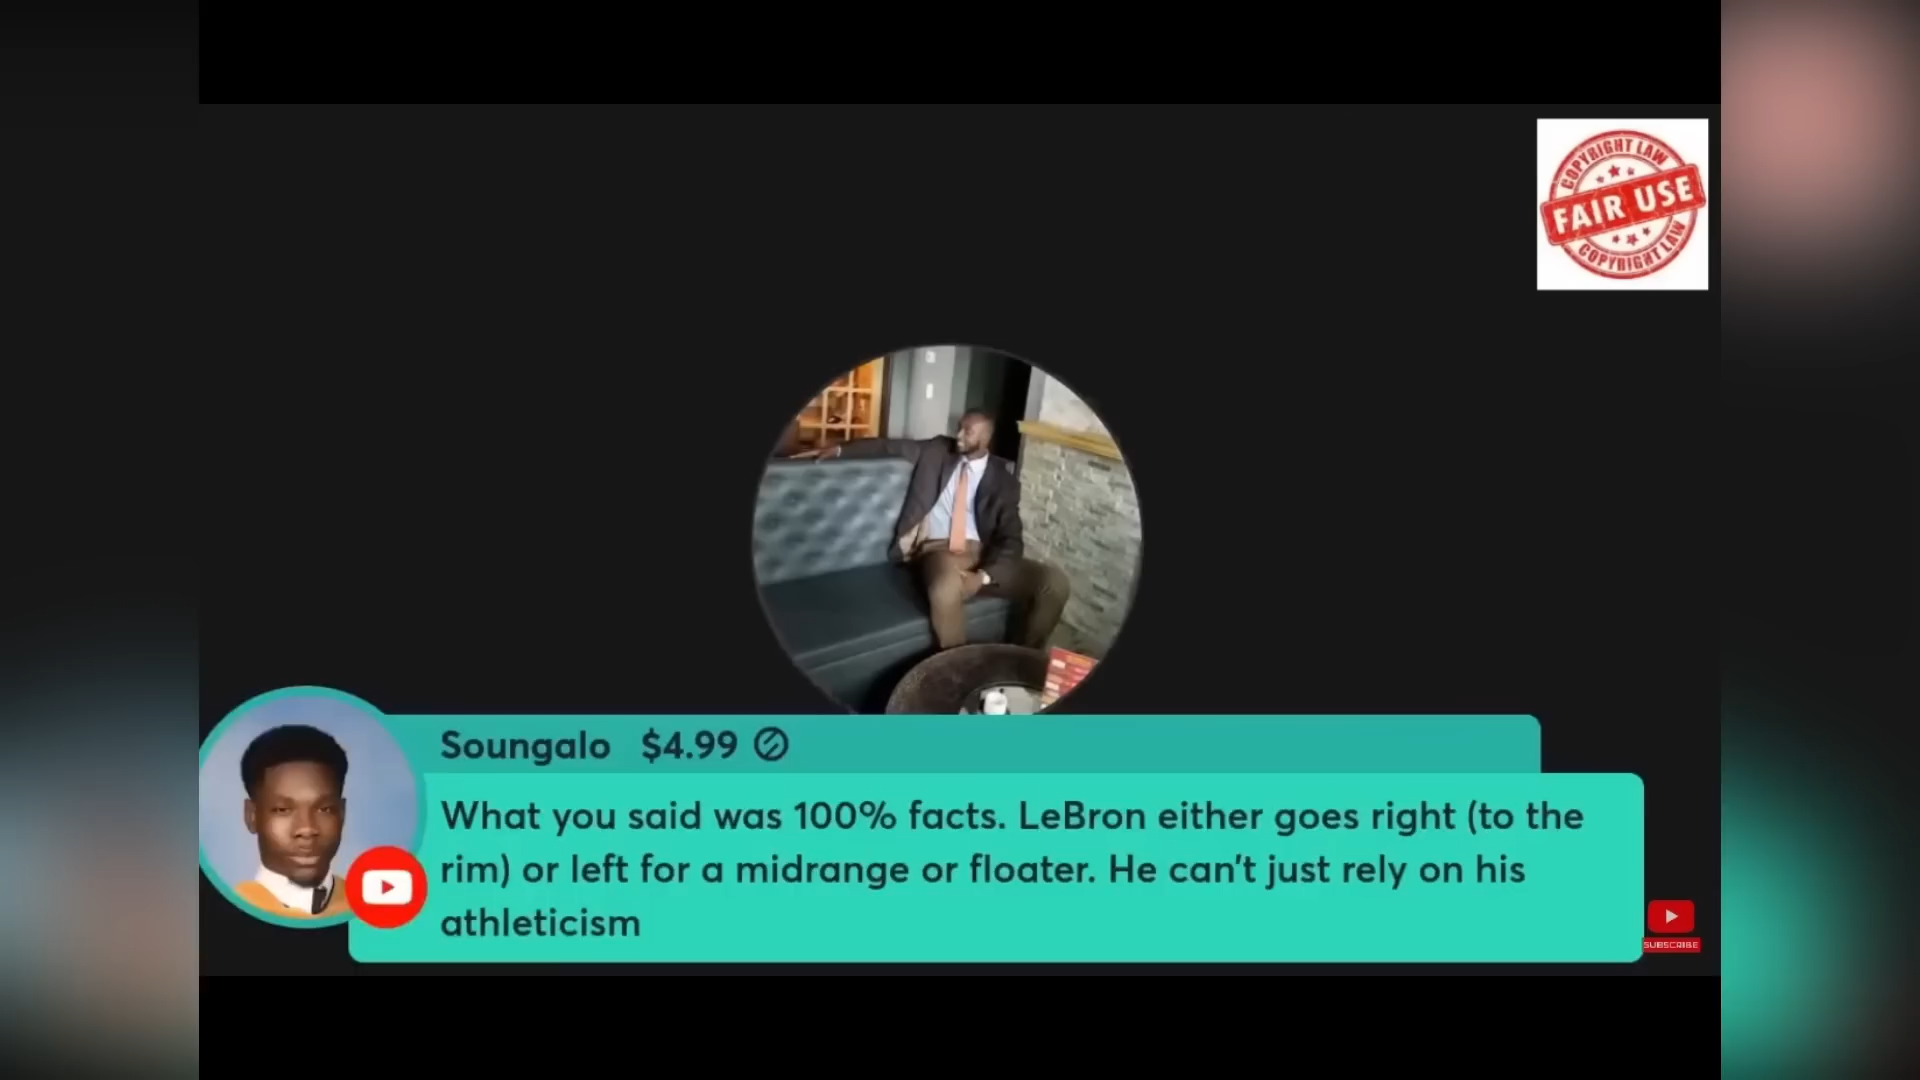 COPYRIGHT LAW
FAIR USE
COPYRIGHT LAW
Soungalo $4.99
What you said was 100% facts. LeBron either goes right (to the
rim) or left for a midrange or floater. He can't just rely on his
athleticism
SUBSCRIBE